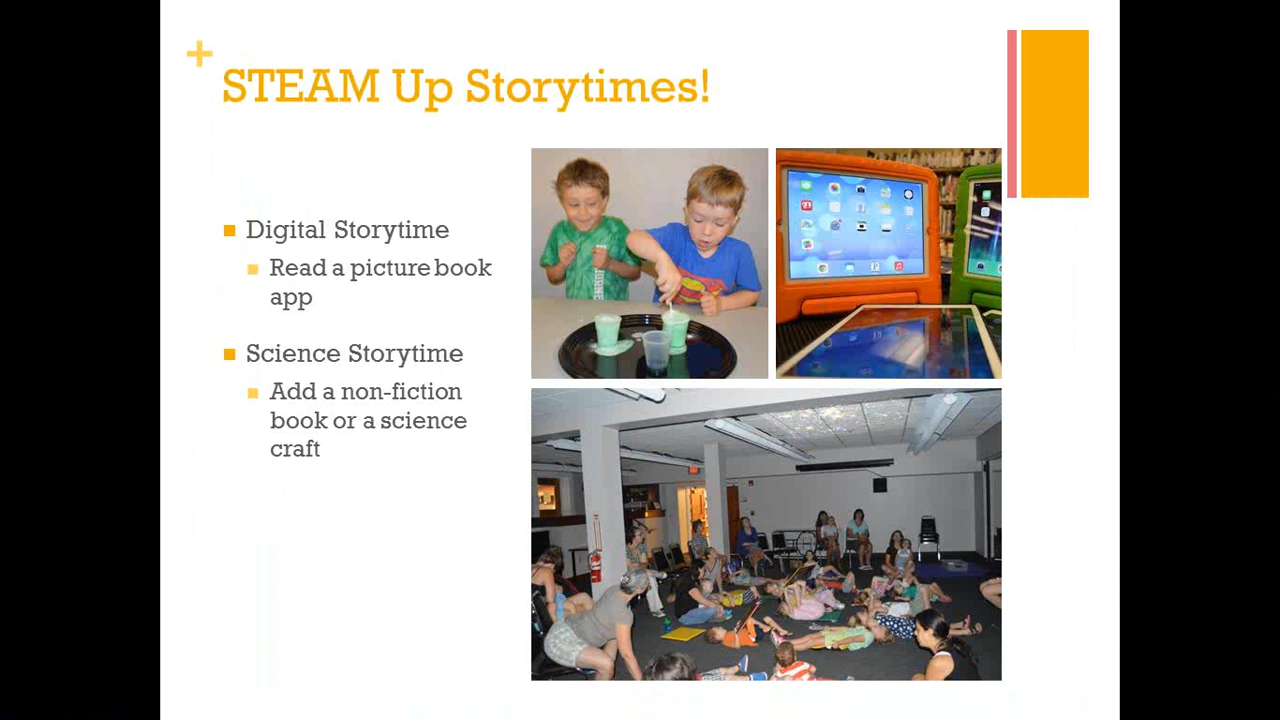 +
STEAM Up Storytimes!
Digital Storytime
Read a picture book
app
Science Storytime
Add a non-fiction
book or a science
craft